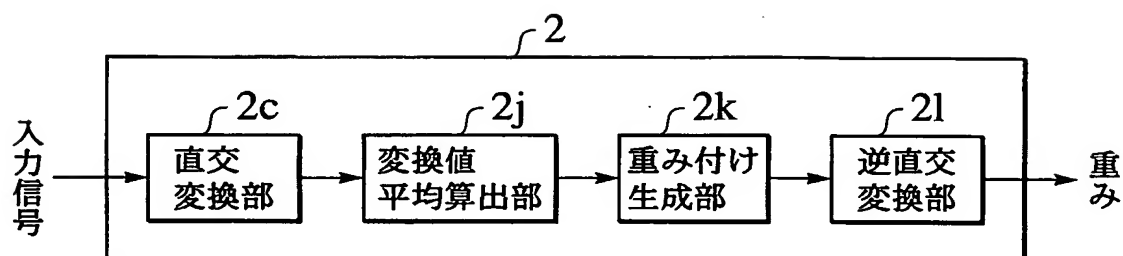 2
2c
2j
2k
2l
入力信号
直交
変換部
変換値
平均算出部
重み付け
生成部
逆直交
変換部
重み